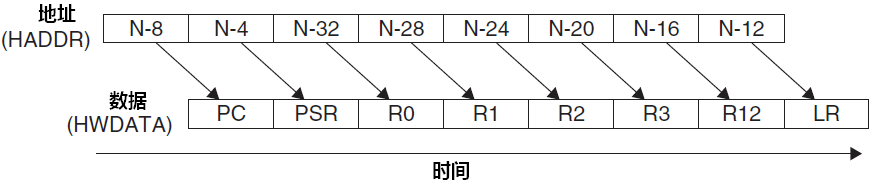 地址
(HADDR)
N-8 N-4 N-32 N-28 N-24 N-20 N-16 N-12
数据
(HWDATA)
PC PSR R0 R1 R2 R3 R12 LR
时间